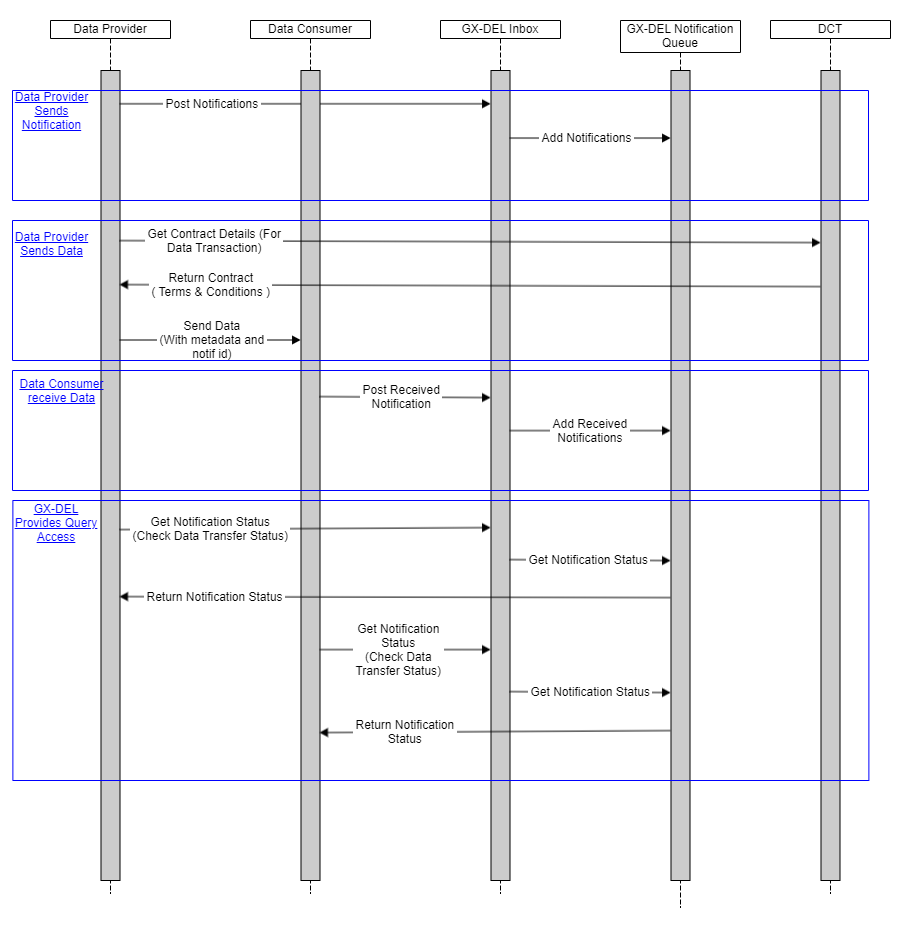 Data Provider
Data Consumer
GX-DEL Inbox
GX-DEL Notification
Queue
DCT
Data Provider
Sends
Notification
Post Notifications
Add Notifications
Data Provider
Sends Data
Get Contract Details (For
Data Transaction)
Return Contract
( Terms & Conditions )
Send Data
(With metadata and
notif id)
Data Consumer
receive Data
Post Received
Notification
Add Received
Notifications
GX-DEL
Provides Query
Access
Get Notification Status
(Check Data Transfer Status)
Get Notification Status
Return Notification Status
Get Notification
Status
(Check Data
Transfer Status)
Get Notification Status
Return Notification
Status